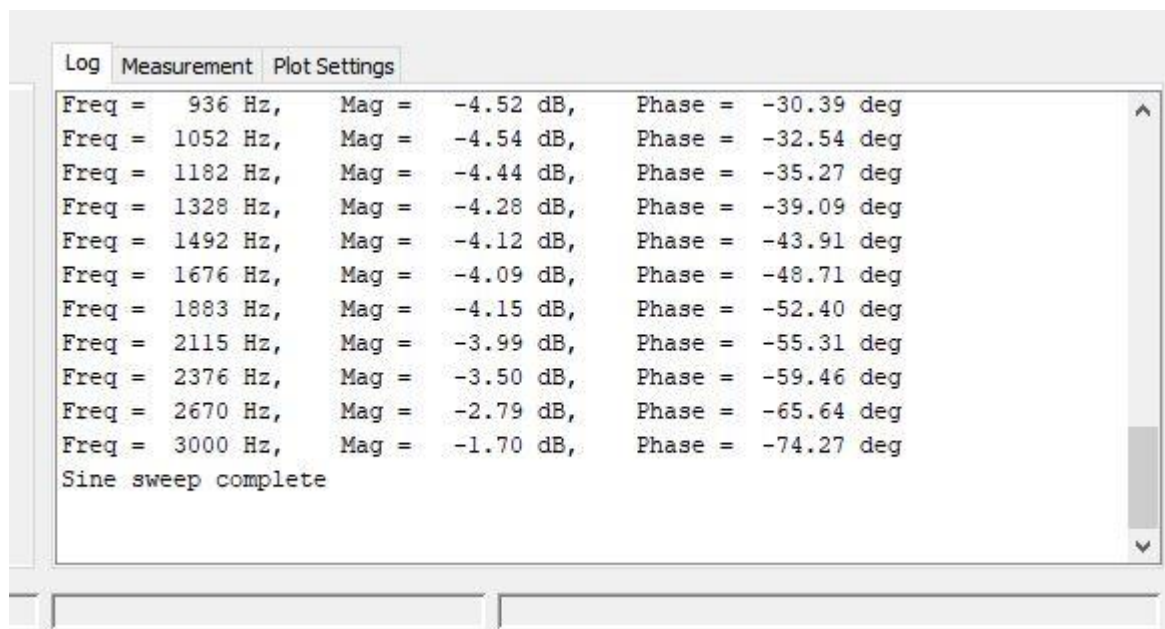 Log Measurement Plot Settings
Freq =   936 Hz,    Mag =   -4.52 dB,    Phase =  -30.39 deg
Freq =  1052 Hz,    Mag =   -4.54 dB,    Phase =  -32.54 deg
Freq =  1182 Hz,    Mag =   -4.44 dB,    Phase =  -35.27 deg
Freq =  1328 Hz,    Mag =   -4.28 dB,    Phase =  -39.09 deg
Freq =  1492 Hz,    Mag =   -4.12 dB,    Phase =  -43.91 deg
Freq =  1676 Hz,    Mag =   -4.09 dB,    Phase =  -48.71 deg
Freq =  1883 Hz,    Mag =   -4.15 dB,    Phase =  -52.40 deg
Freq =  2115 Hz,    Mag =   -3.99 dB,    Phase =  -55.31 deg
Freq =  2376 Hz,    Mag =   -3.50 dB,    Phase =  -59.46 deg
Freq =  2670 Hz,    Mag =   -2.79 dB,    Phase =  -65.64 deg
Freq =  3000 Hz,    Mag =   -1.70 dB,    Phase =  -74.27 deg
Sine sweep complete